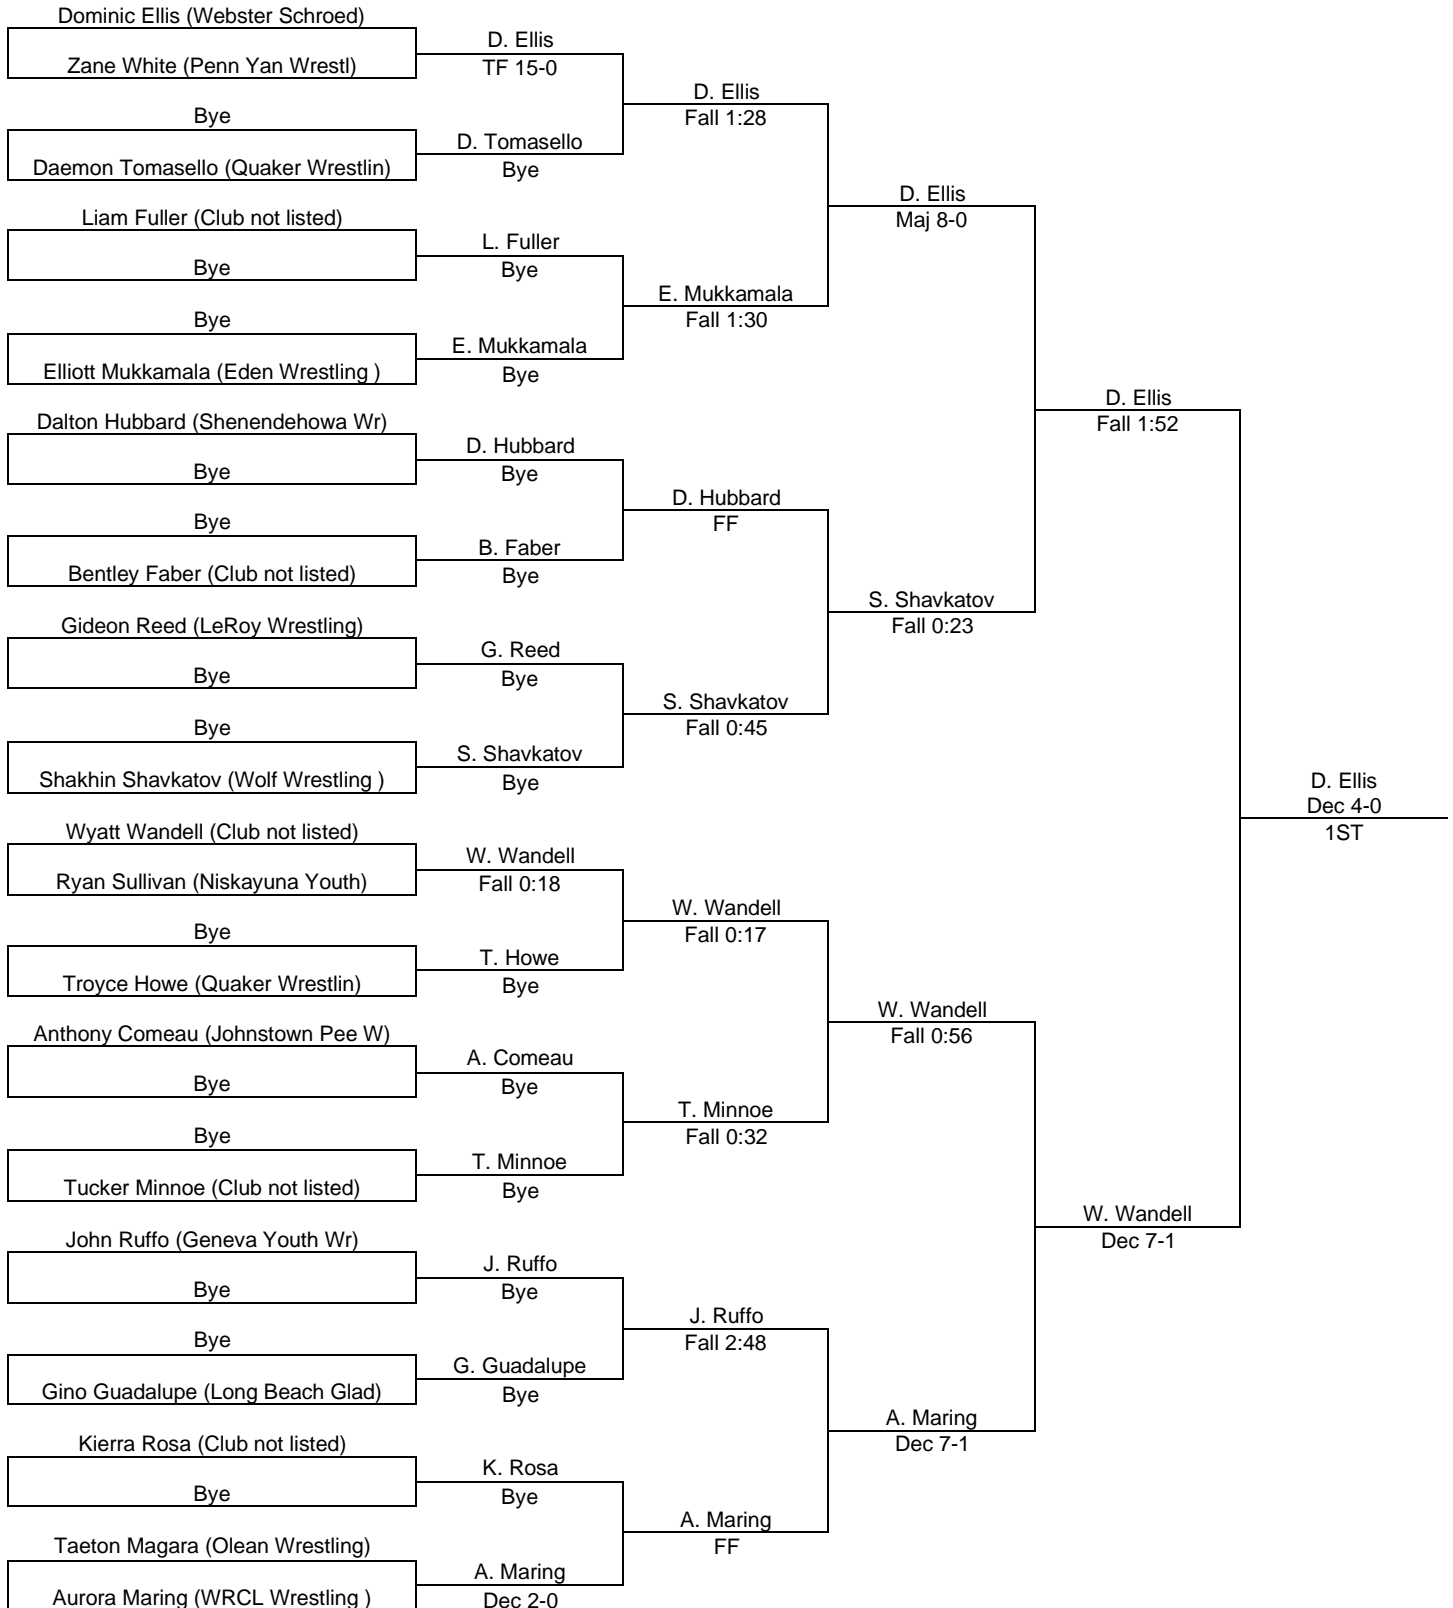 Dominic Ellis (Webster Schroed)
Zane White (Penn Yan Wrestl)
Bye
Daemon Tomasello (Quaker Wrestlin)
Liam Fuller (Club not listed)
Bye
Bye
Elliott Mukkamala (Eden Wrestling )
Dalton Hubbard (Shenendehowa Wr)
Bye
Bye
Bentley Faber (Club not listed)
Gideon Reed (LeRoy Wrestling)
Bye
Bye
Shakhin Shavkatov (Wolf Wrestling )
Wyatt Wandell (Club not listed)
Ryan Sullivan (Niskayuna Youth)
Bye
Troyce Howe (Quaker Wrestlin)
Anthony Comeau (Johnstown Pee W)
Bye
Bye
Tucker Minnoe (Club not listed)
John Ruffo (Geneva Youth Wr)
Bye
Bye
Gino Guadalupe (Long Beach Glad)
Kierra Rosa (Club not listed)
Bye
Taeton Magara (Olean Wrestling)
Aurora Maring (WRCL Wrestling )
D. Ellis
TF 15-0
D. Tomasello
Bye
L. Fuller
Bye
E. Mukkamala
Bye
D. Hubbard
Bye
B. Faber
Bye
G. Reed
Bye
S. Shavkatov
Bye
W. Wandell
Fall 0:18
T. Howe
Bye
A. Comeau
Bye
T. Minnoe
Bye
J. Ruffo
Bye
G. Guadalupe
Bye
K. Rosa
Bye
A. Maring
Dec 2-0
D. Ellis
Fall 1:28
E. Mukkamala
Fall 1:30
D. Hubbard
FF
S. Shavkatov
Fall 0:45
W. Wandell
Fall 0:17
T. Minnoe
Fall 0:32
J. Ruffo
Fall 2:48
A. Maring
FF
D. Ellis
Maj 8-0
S. Shavkatov
Fall 0:23
W. Wandell
Fall 0:56
A. Maring
Dec 7-1
D. Ellis
Fall 1:52
W. Wandell
Dec 7-1
D. Ellis
Dec 4-0
1ST